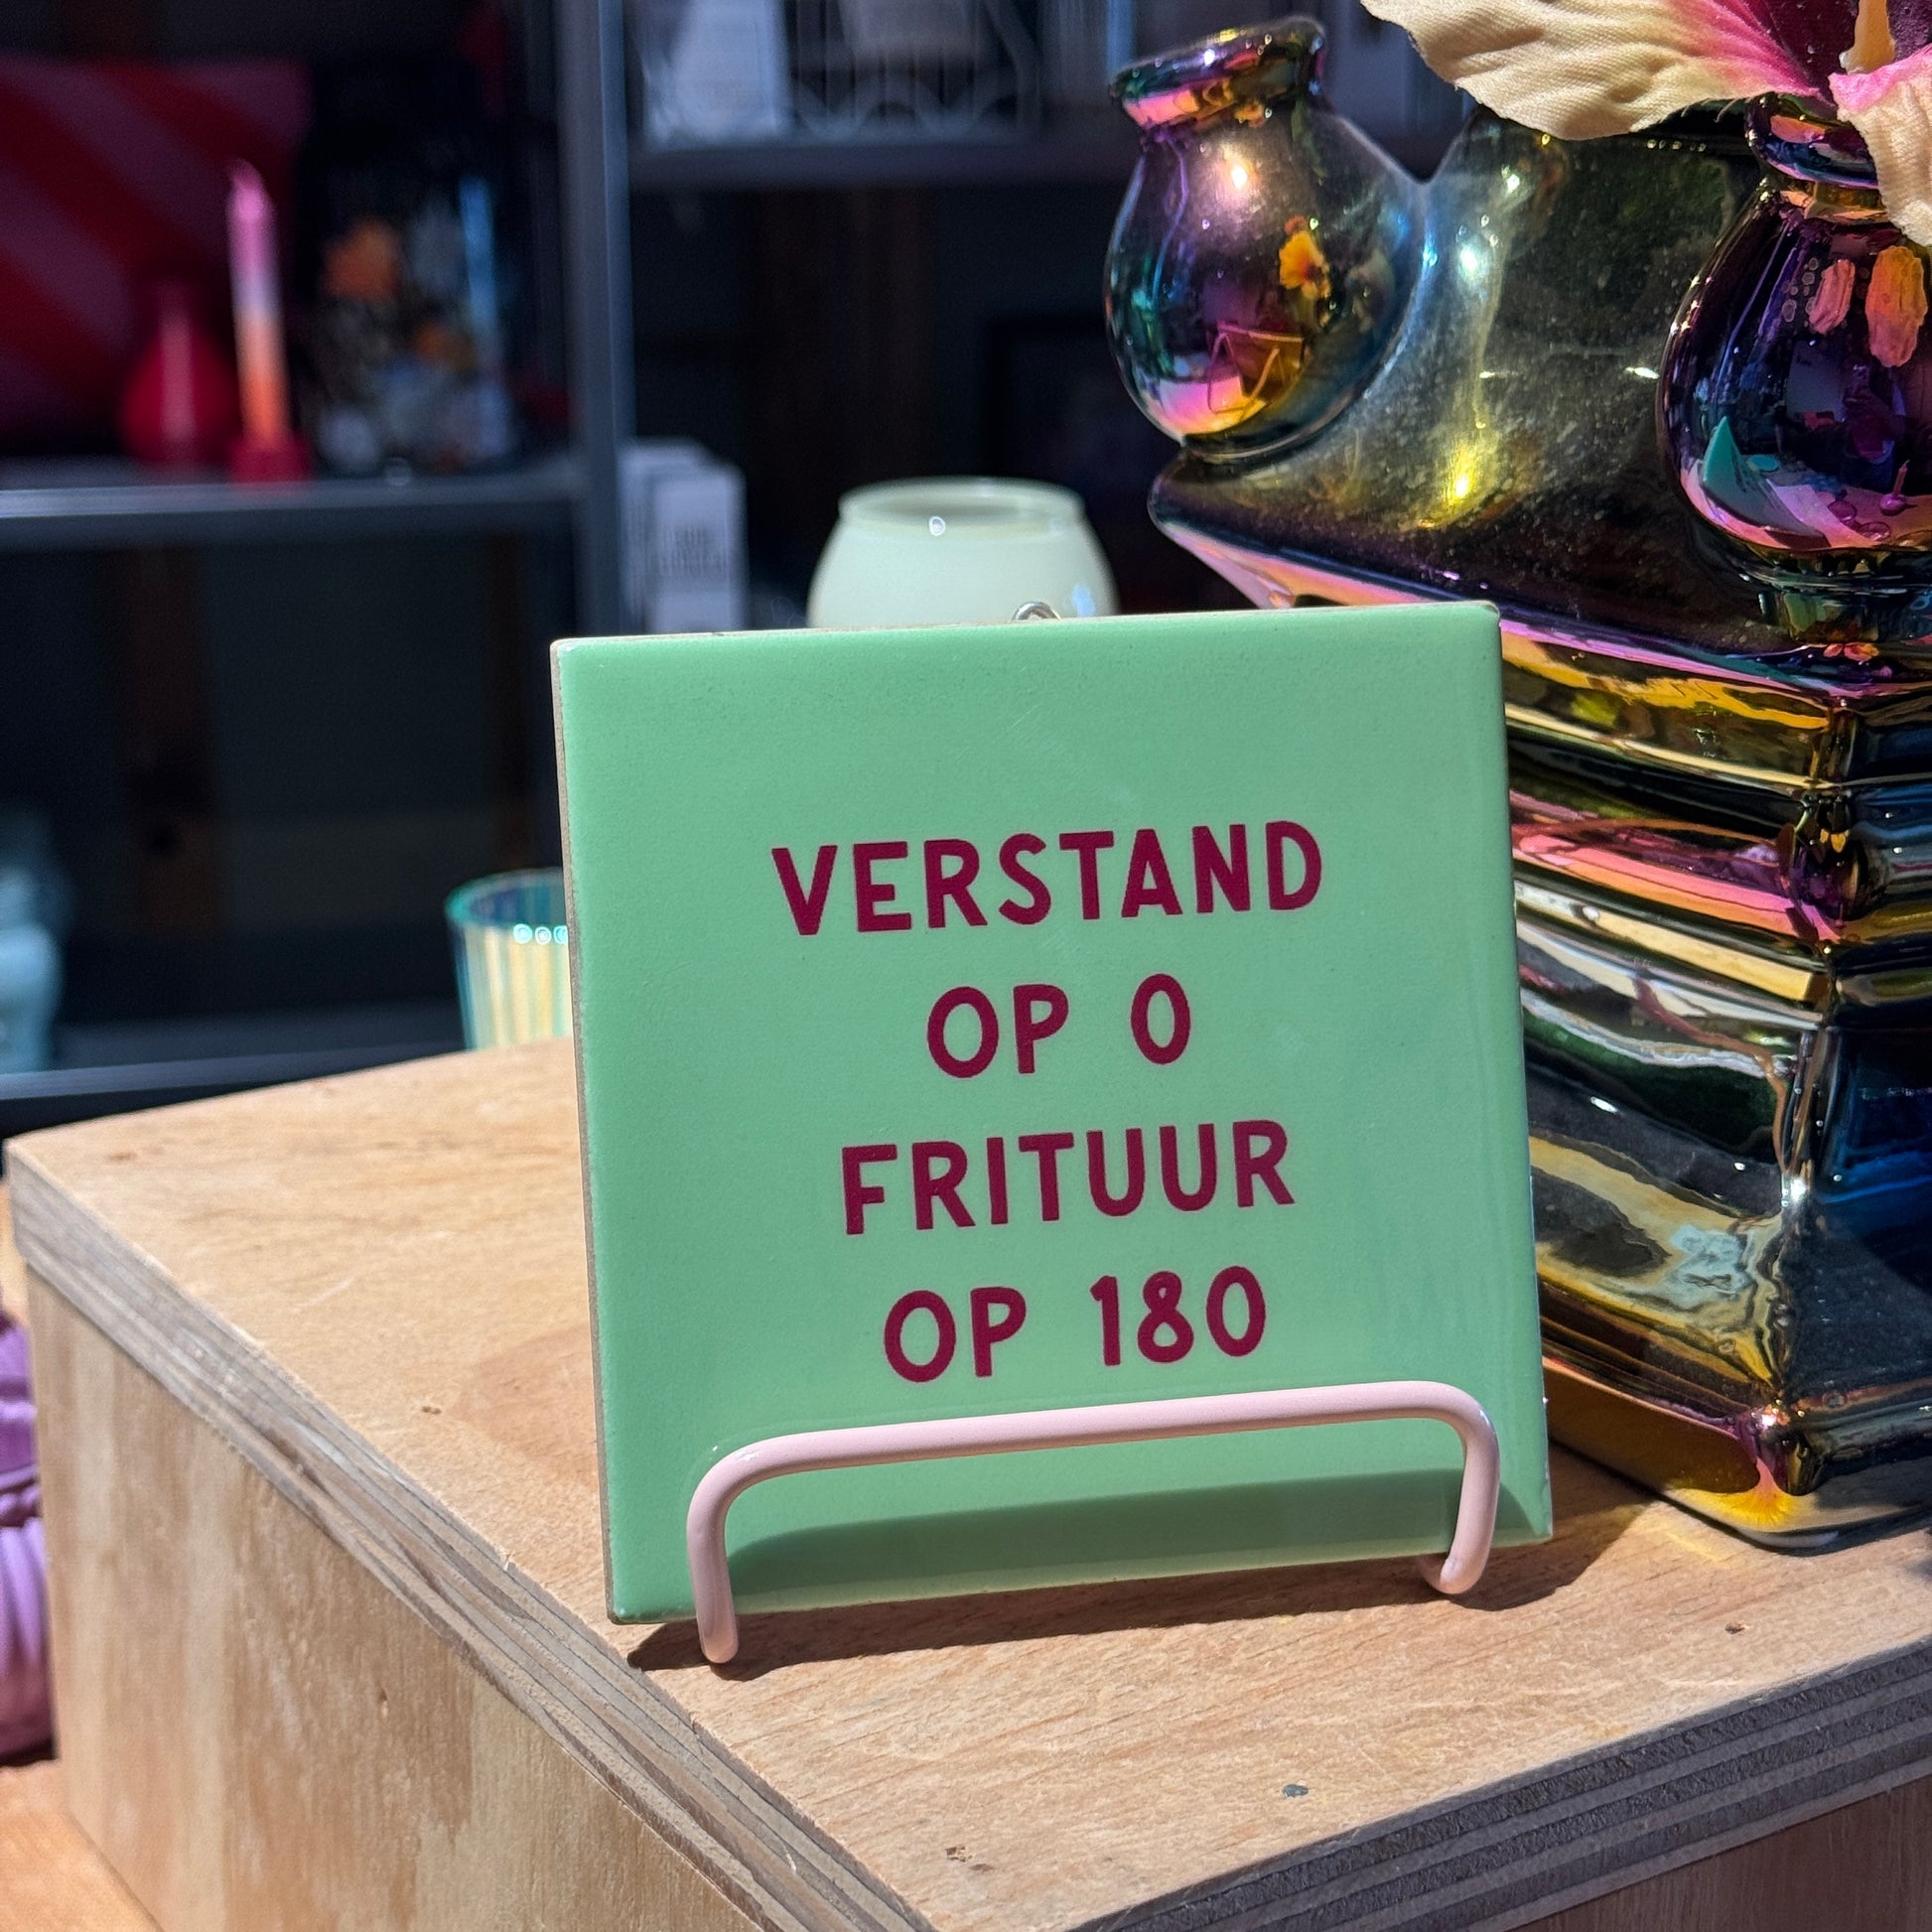 VERSTAND
OP 0
FRITUUR
OP 180